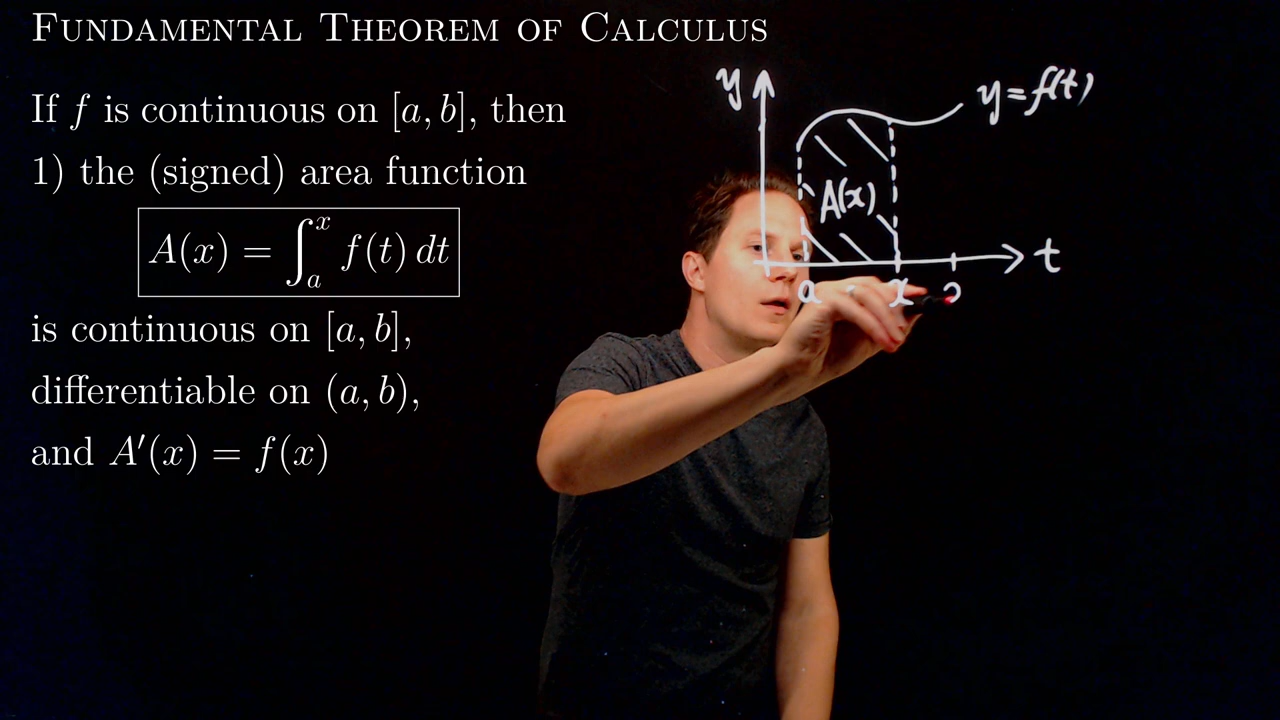 FUNDAMENTAL THEOREM OF CALCULUS
If f is continuous on [a, b], then
1) the (signed) area function
A(x) = ∫ₐˣ f(t) dt
is continuous on [a, b],
differentiable on (a, b),
and A′(x) = f(x)
y
y=f(t)
A(x)
t
a
x